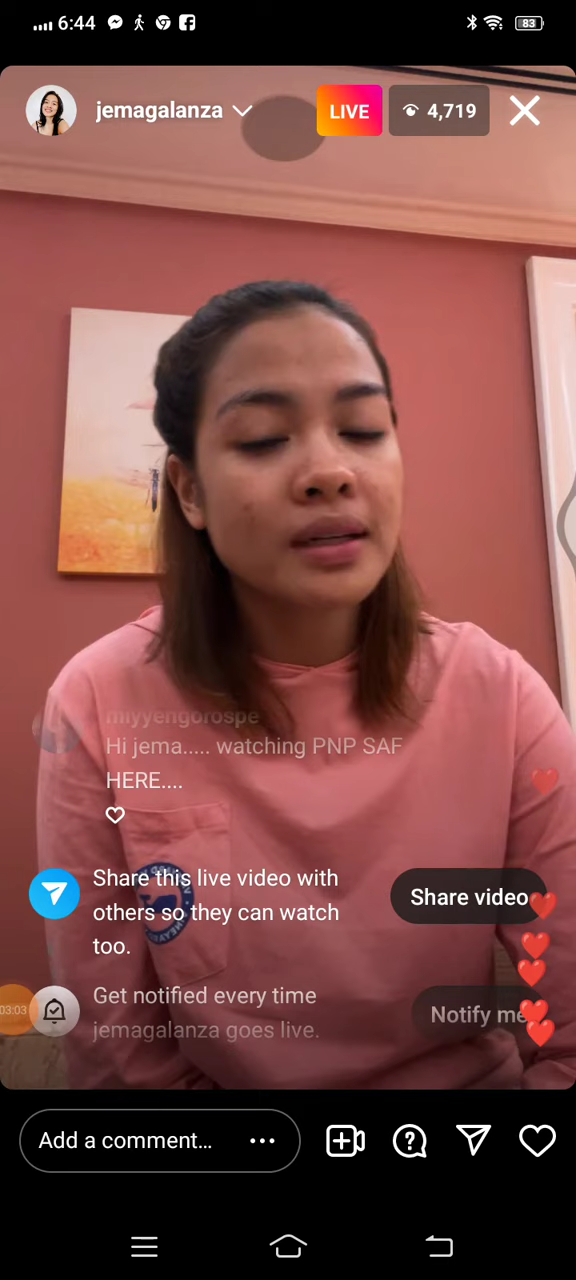 6:44
83
jemagalanza
LIVE
4,719
miyyengorospe
Hi jema..... watching PNP SAF
HERE....
Share this live video with
others so they can watch
too.
Share video
Get notified every time
jemagalanza goes live.
Notify me
03:03
Add a comment...